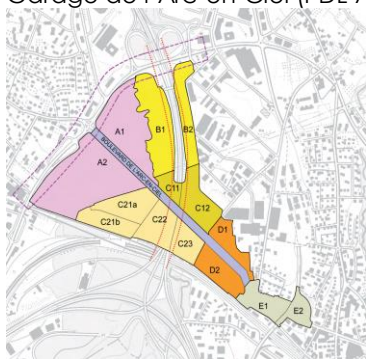 Garage de l'Arc-en-Ciel (PDL A
A1
B1
B2
A2
BOULEVARD DE L'ARC-EN-CIEL
C11
C21a
C12
C21b
C22
D1
C23
D2
E1
E2